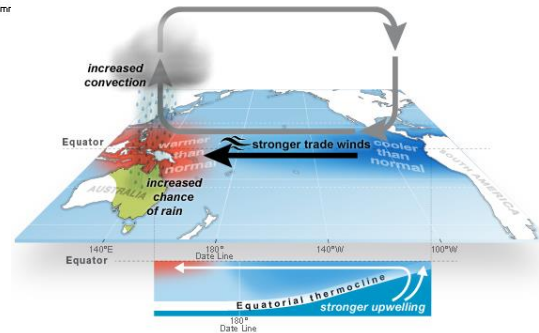 mr
increased
convection
Equator
warmer
than
normal
stronger trade winds
cooler
than
normal
SOUTH AMERICA
AUSTRALIA
increased
chance
of rain
140°E
180°
Date Line
140°W
100°W
Equator
Equatorial thermocline
stronger upwelling
180°
Date Line